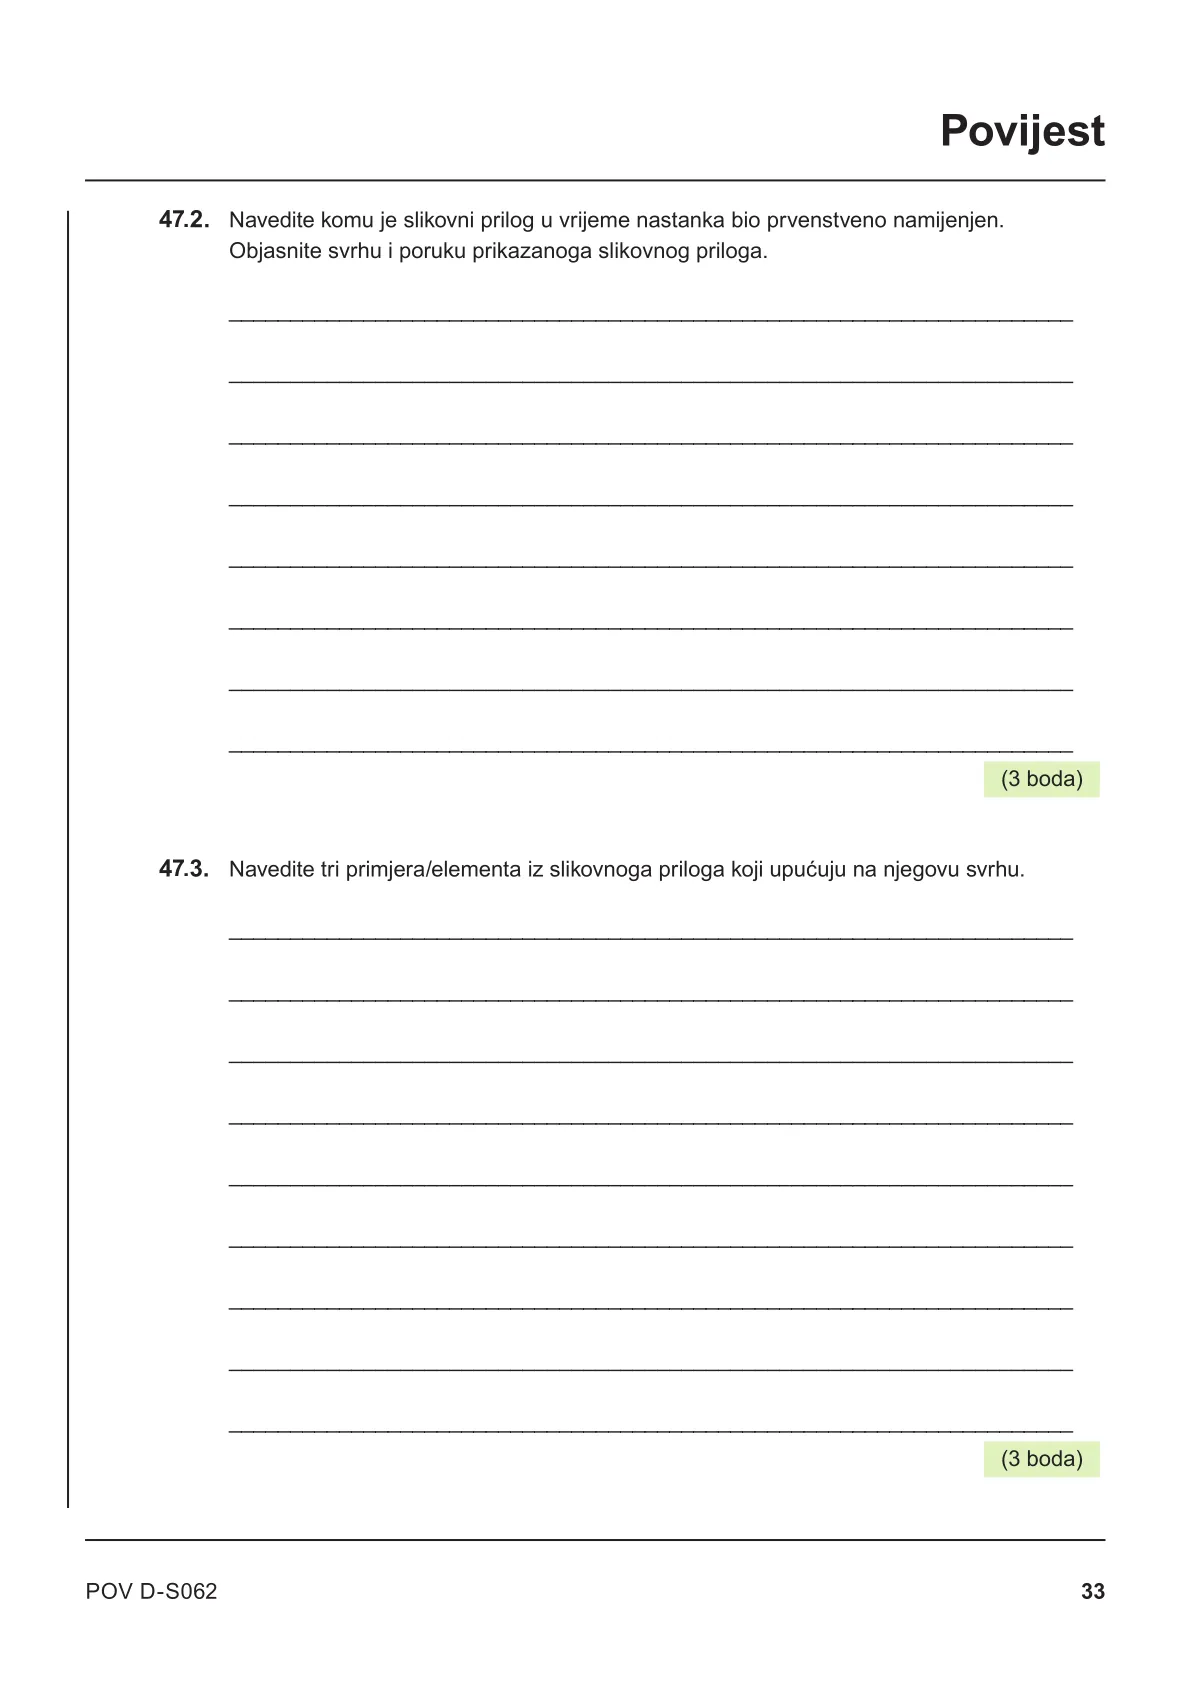 Povijest
47.2. Navedite komu je slikovni prilog u vrijeme nastanka bio prvenstveno namijenjen.
Objasnite svrhu i poruku prikazanoga slikovnog priloga.
(3 boda)
47.3. Navedite tri primjera/elementa iz slikovnoga priloga koji upućuju na njegovu svrhu.
(3 boda)
POV D-S062
33